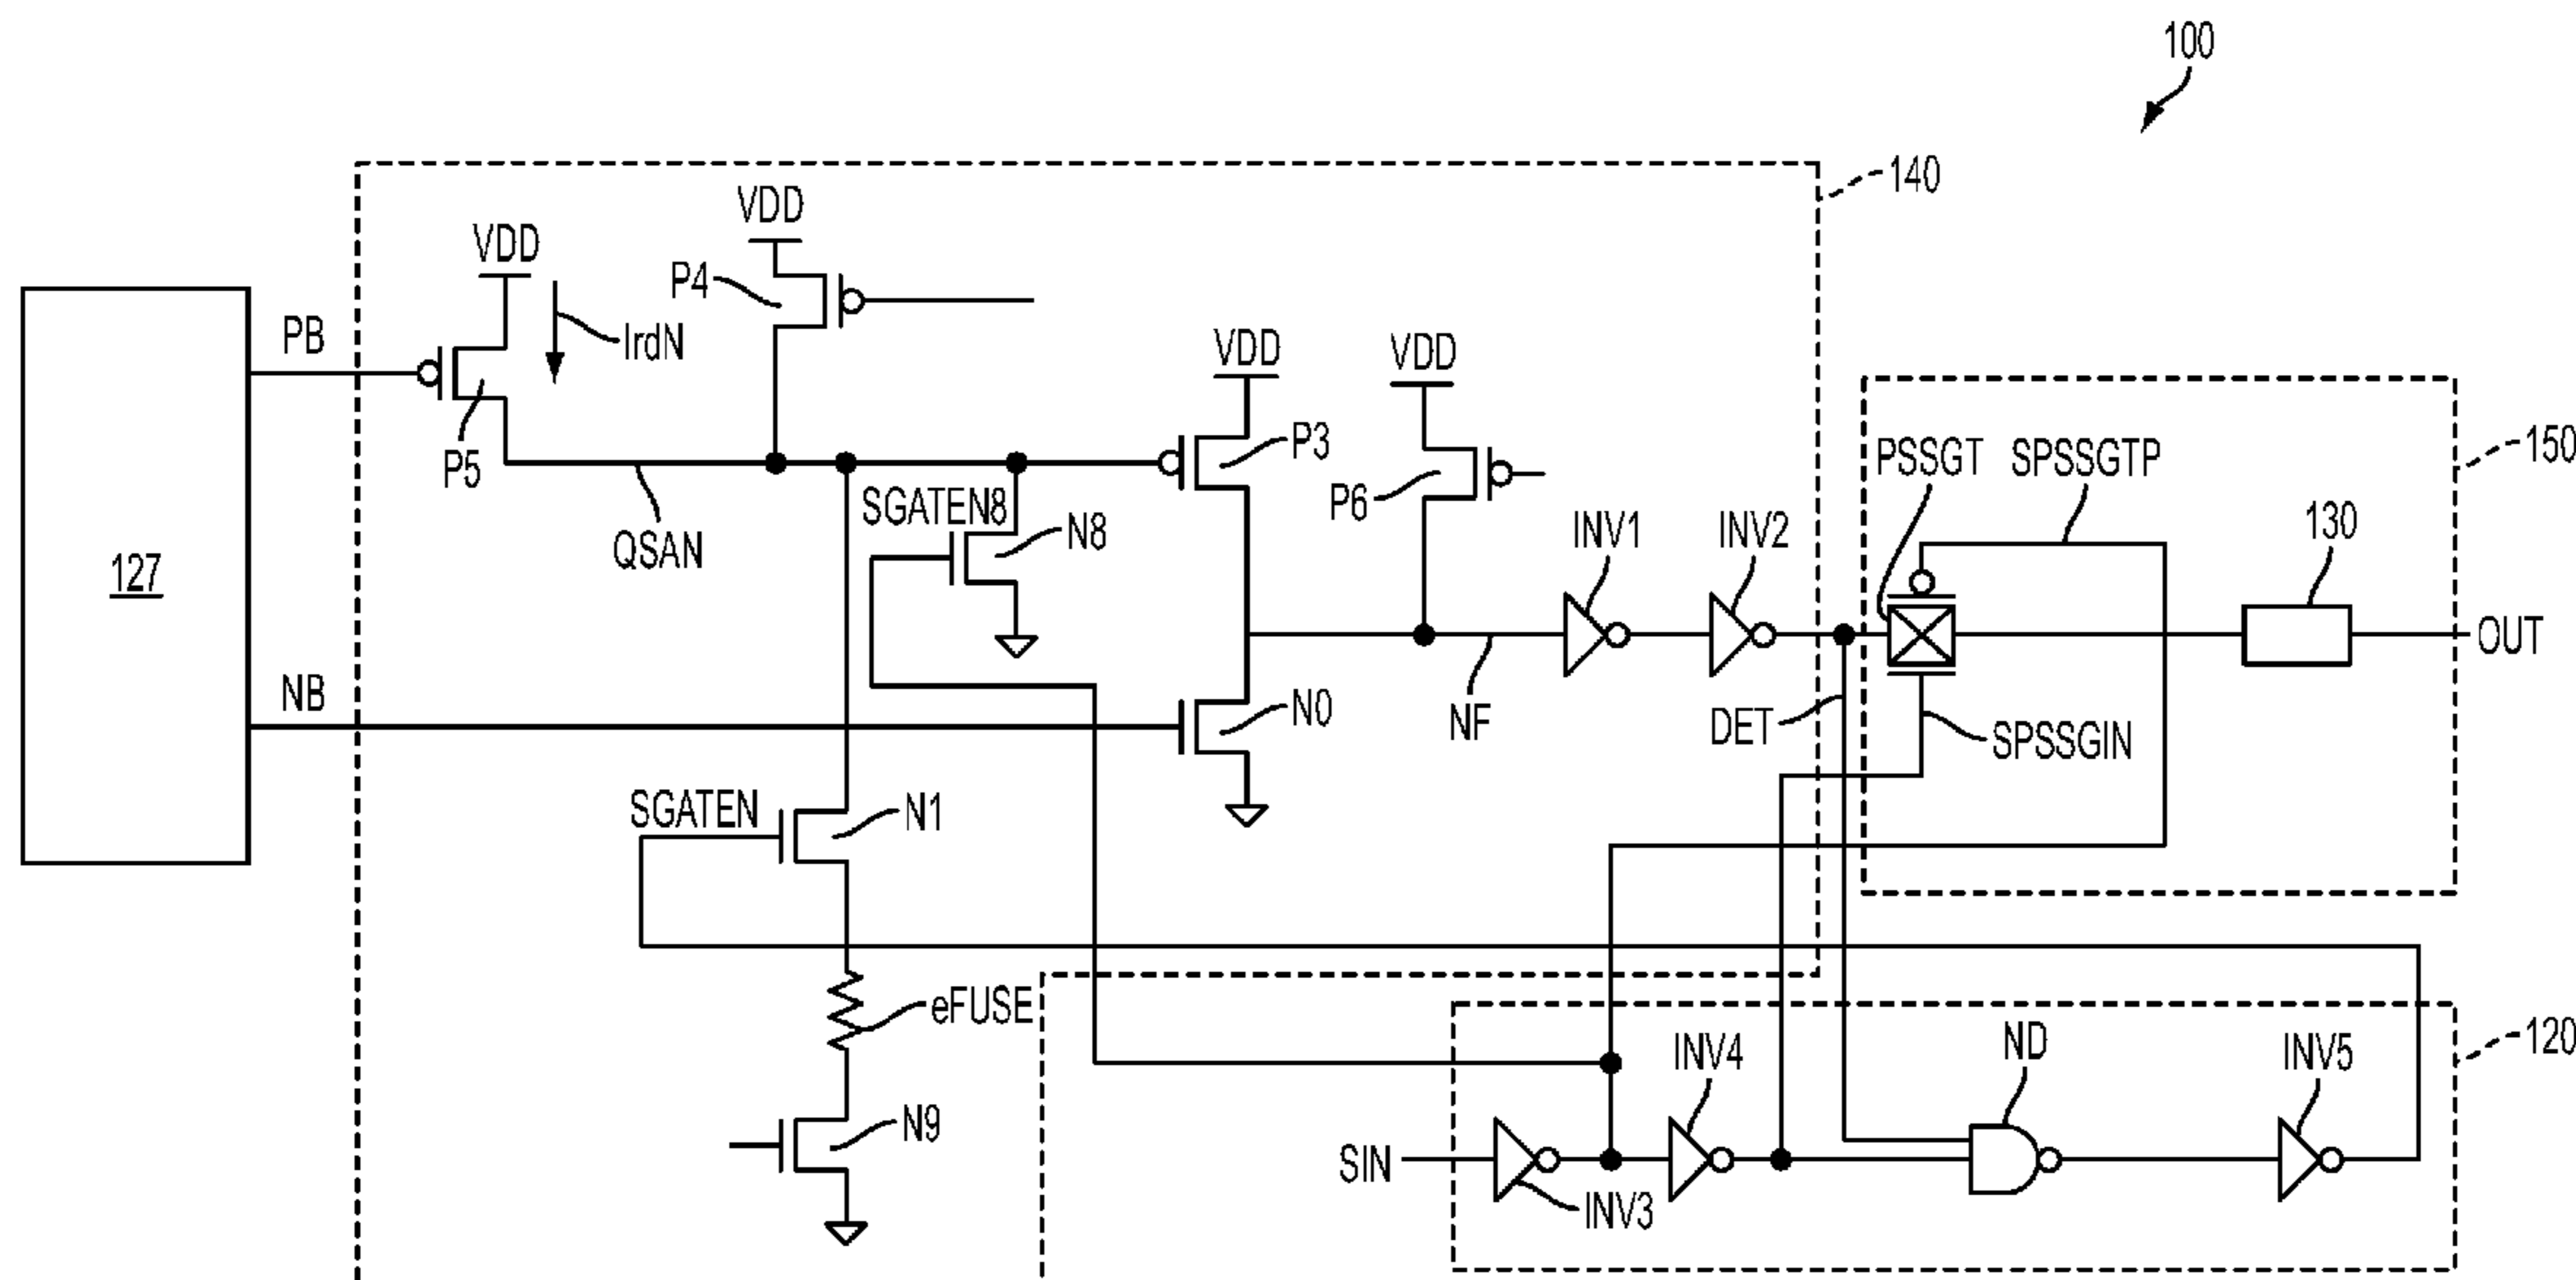 100
140
VDD
VDD
P4
IrdN
PB
P5
VDD
VDD
P3
P6
150
PSSGT
SPSSGTP
SGATEN8
N8
QSAN
INV1
INV2
130
127
OUT
NB
N0
NF
DET
SPSSGIN
SGATEN
N1
eFUSE
120
ND
INV4
INV5
N9
SIN
INV3